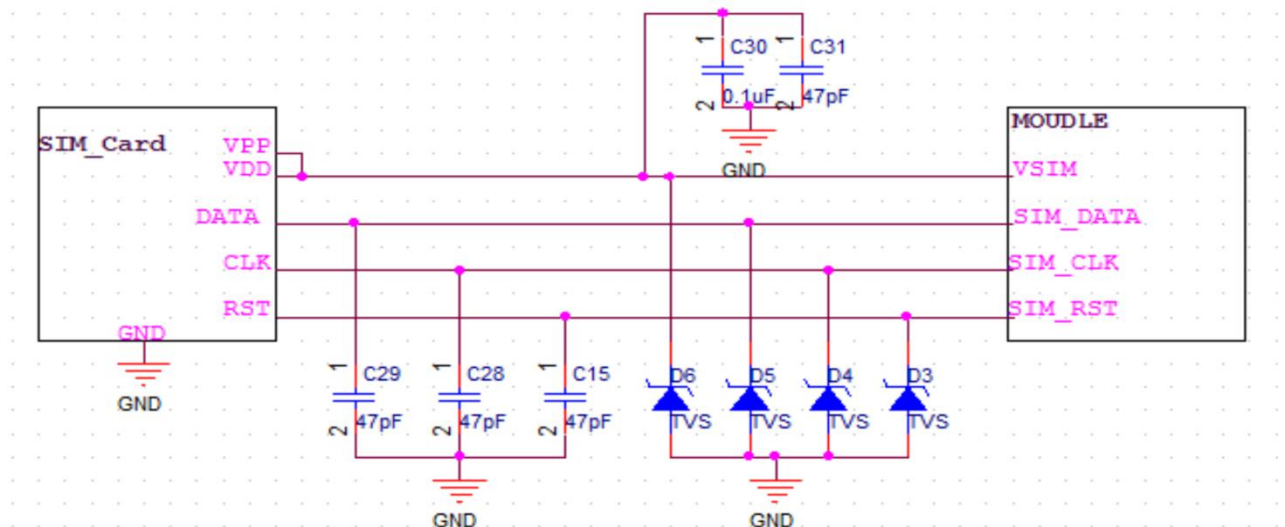 1 C30 1 C31
2 0.1uF 2 47pF
GND
SIM_Card
VPP
VDD
DATA
CLK
RST
GND
GND
MOUDLE
VSIM
SIM_DATA
SIM_CLK
SIM_RST
1 C29 1 C28 1 C15
2 47pF 2 47pF 2 47pF
GND
D6 D5 D4 D3
TVS TVS TVS TVS
GND